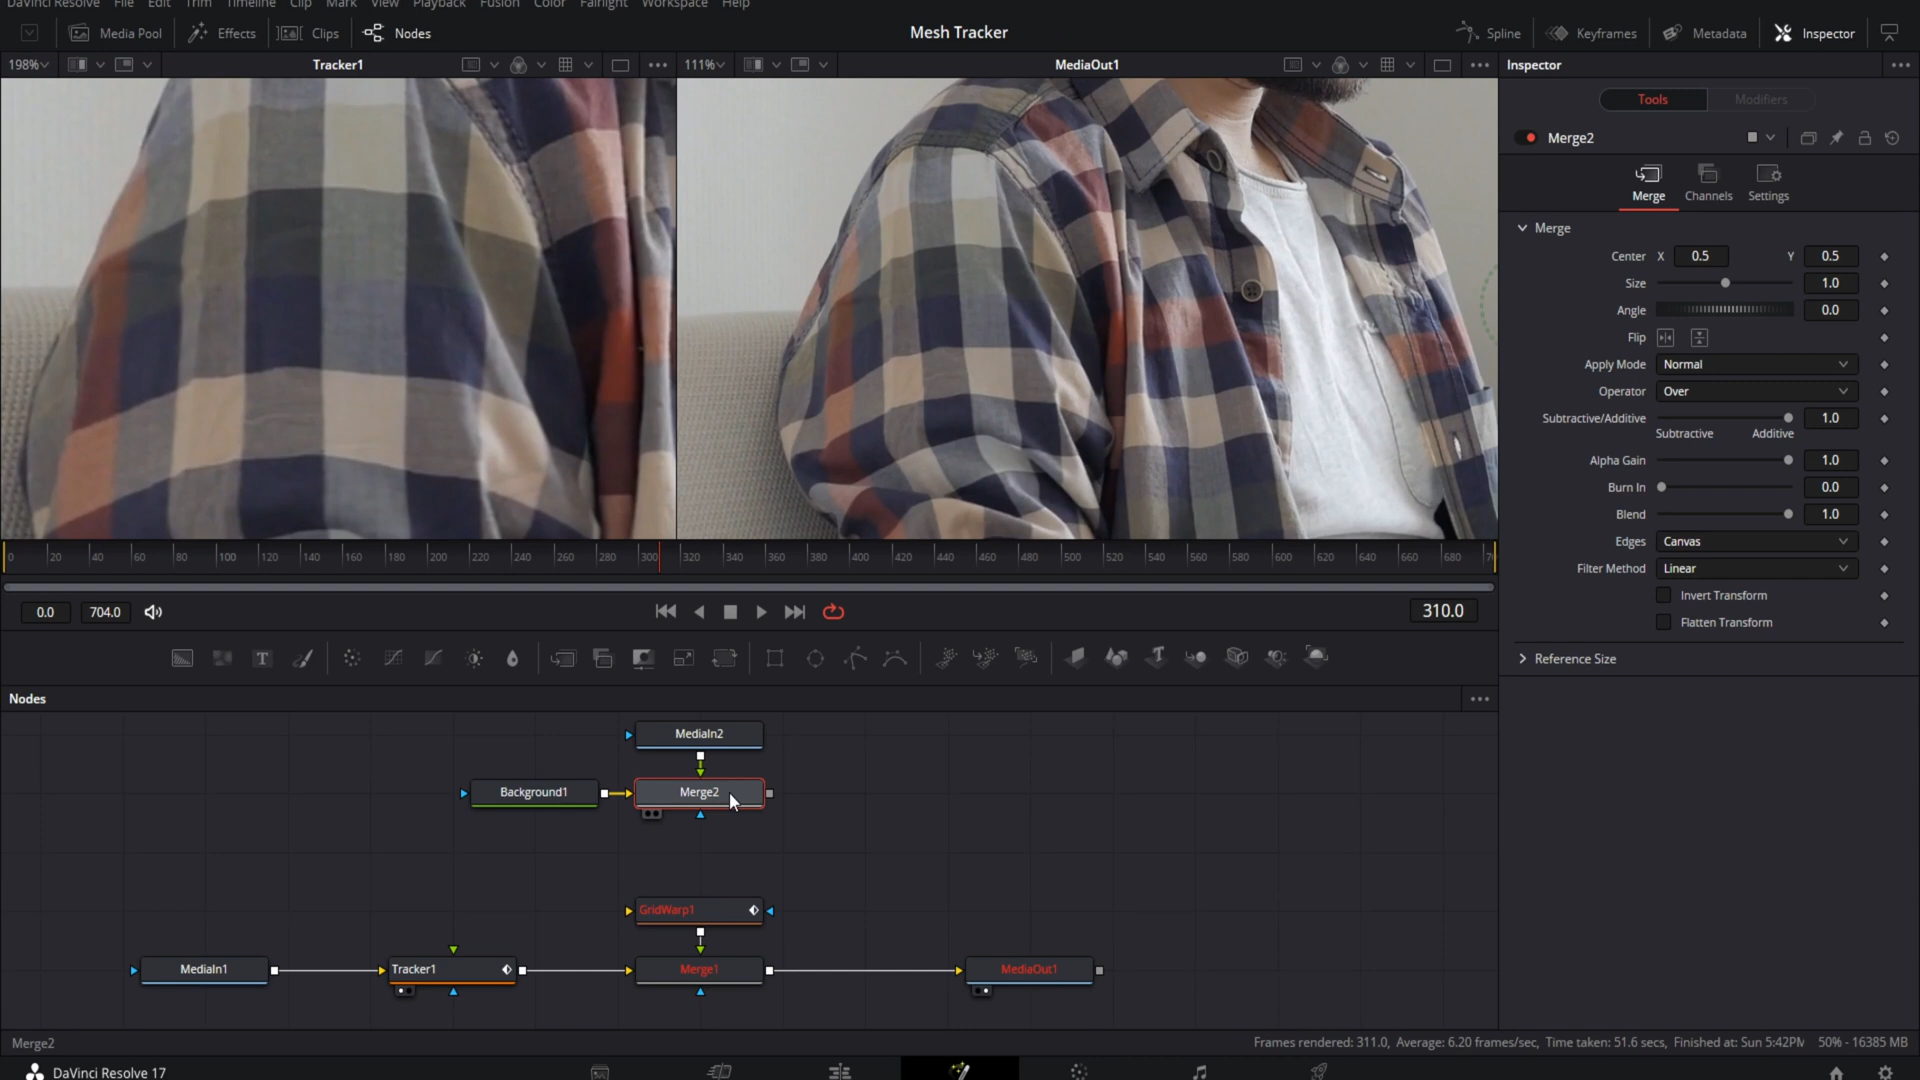 DaVinci Resolve File Edit Trim Timeline Clip Mark View Playback Fusion Color Fairlight Workspace Help
Media Pool Effects Clips Nodes Mesh Tracker Spline Keyframes Metadata Inspector
198% Tracker1 111% MediaOut1 Inspector
Tools Modifiers
Merge2
Merge Channels Settings
Merge
Center X 0.5 Y 0.5
Size 1.0
Angle 0.0
Flip
Apply Mode Normal
Operator Over
Subtractive/Additive 1.0
Subtractive Additive
Alpha Gain 1.0
Burn In 0.0
Blend 1.0
Edges Canvas
Filter Method Linear
Invert Transform
Flatten Transform
Reference Size
0 20 40 60 80 100 120 140 160 180 200 220 240 260 280 300 320 340 360 380 400 420 440 460 480 500 520 540 560 580 600 620 640 660 680
0.0 704.0 310.0
Nodes
MediaIn2
Background1 Merge2
GridWarp1
MediaIn1 Tracker1 Merge1 MediaOut1
Merge2 Frames rendered: 311.0, Average: 6.20 frames/sec, Time taken: 51.6 secs, Finished at: Sun 5:42PM 50% - 16385 MB
DaVinci Resolve 17